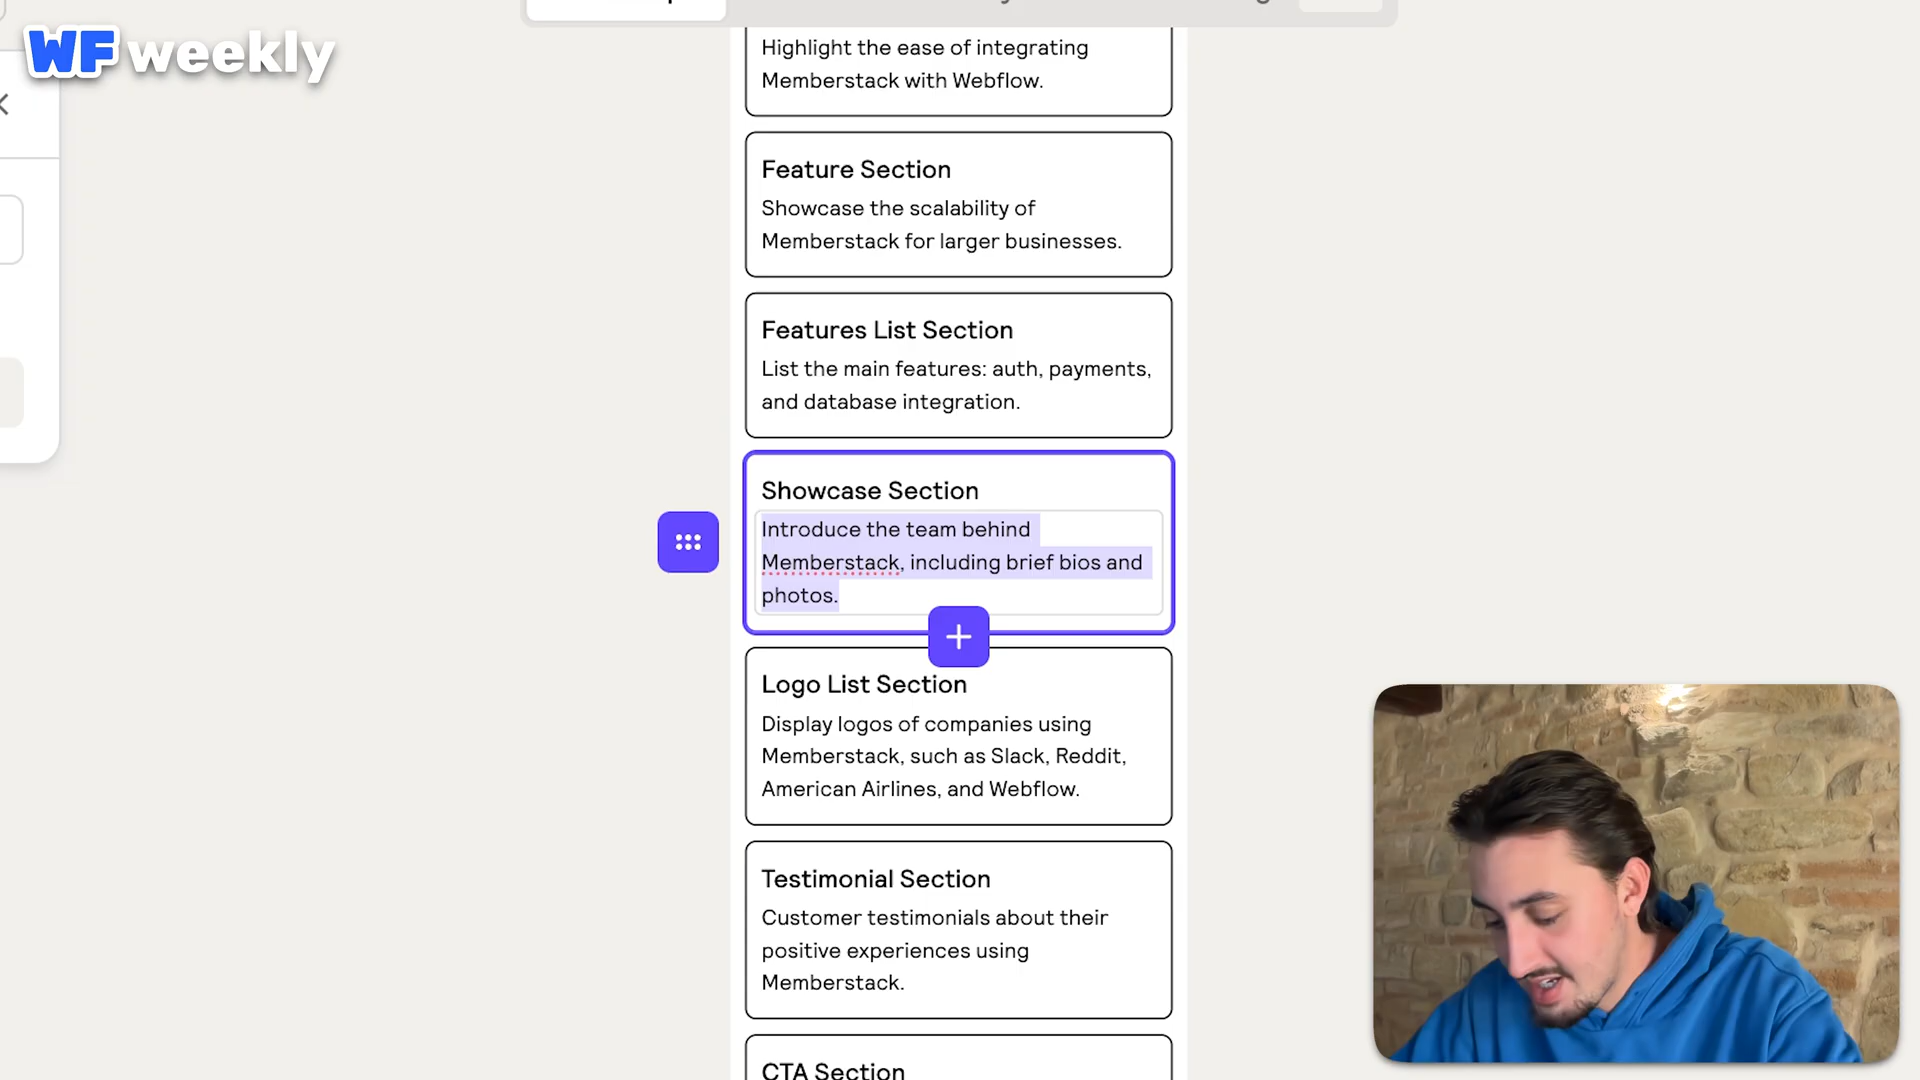 WF weekly
Highlight the ease of integrating
Memberstack with Webflow.
Feature Section
Showcase the scalability of
Memberstack for larger businesses.
Features List Section
List the main features: auth, payments,
and database integration.
Showcase Section
Introduce the team behind
Memberstack, including brief bios and
photos.
Logo List Section
Display logos of companies using
Memberstack, such as Slack, Reddit,
American Airlines, and Webflow.
Testimonial Section
Customer testimonials about their
positive experiences using
Memberstack.
CTA Section